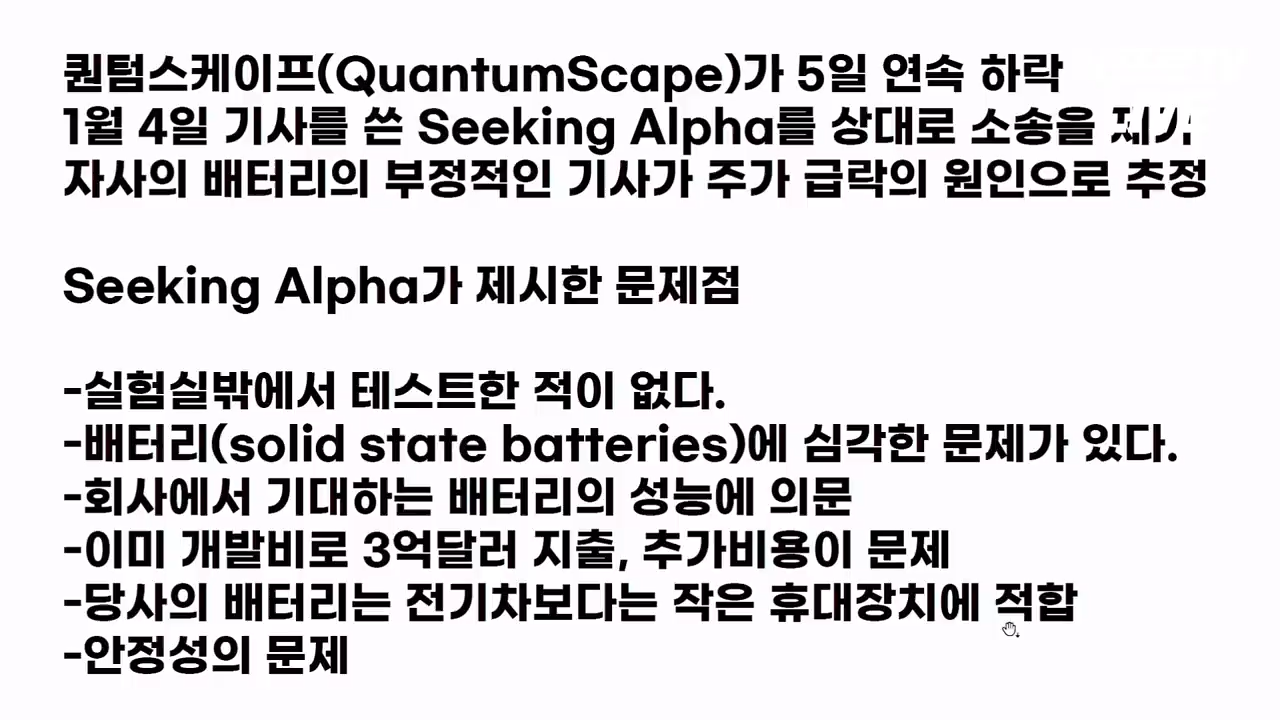 퀀텀스케이프(QuantumScape)가 5일 연속 하락
1월 4일 기사를 쓴 Seeking Alpha를 상대로 소송을 제기
자사의 배터리의 부정적인 기사가 주가 급락의 원인으로 추정
Seeking Alpha가 제시한 문제점
-실험실밖에서 테스트한 적이 없다.
-배터리(solid state batteries)에 심각한 문제가 있다.
-회사에서 기대하는 배터리의 성능에 의문
-이미 개발비로 3억달러 지출, 추가비용이 문제
-당사의 배터리는 전기차보다는 작은 휴대장치에 적합
-안정성의 문제